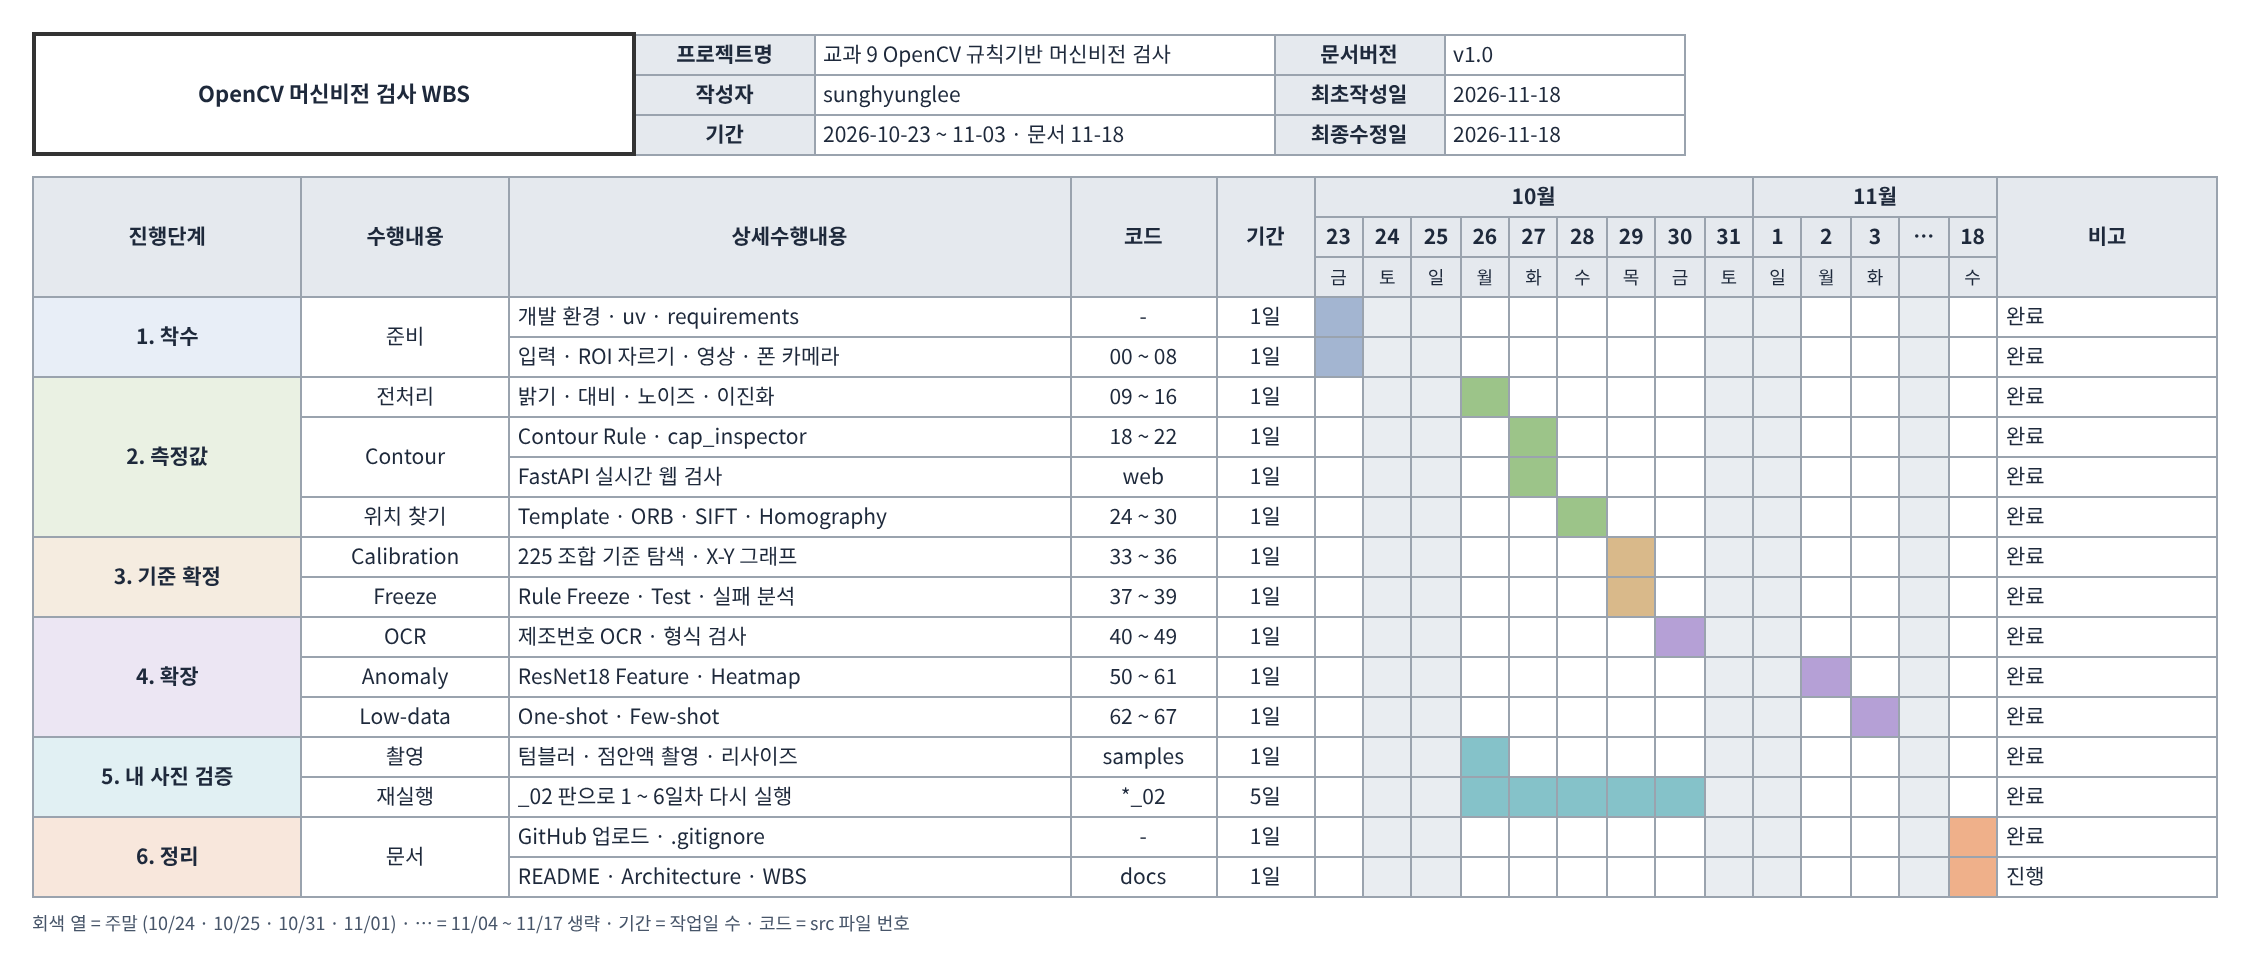 OpenCV 머신비전 검사 WBS
프로젝트명 교과 9 OpenCV 규칙기반 머신비전 검사 문서버전 v1.0
작성자 sunghyunglee 최초작성일 2026-11-18
기간 2026-10-23 ~ 11-03 · 문서 11-18 최종수정일 2026-11-18
진행단계 수행내용 상세수행내용 코드 기간 10월 11월 비고
23 24 25 26 27 28 29 30 31 1 2 3 ··· 18
금 토 일 월 화 수 목 금 토 일 월 화 수
1. 착수 준비 개발 환경 · uv · requirements - 1일 완료
입력 · ROI 자르기 · 영상 · 폰 카메라 00 ~ 08 1일 완료
2. 측정값 전처리 밝기 · 대비 · 노이즈 · 이진화 09 ~ 16 1일 완료
Contour Contour Rule · cap_inspector 18 ~ 22 1일 완료
FastAPI 실시간 웹 검사 web 1일 완료
위치 찾기 Template · ORB · SIFT · Homography 24 ~ 30 1일 완료
3. 기준 확정 Calibration 225 조합 기준 탐색 · X-Y 그래프 33 ~ 36 1일 완료
Freeze Rule Freeze · Test · 실패 분석 37 ~ 39 1일 완료
4. 확장 OCR 제조번호 OCR · 형식 검사 40 ~ 49 1일 완료
Anomaly ResNet18 Feature · Heatmap 50 ~ 61 1일 완료
Low-data One-shot · Few-shot 62 ~ 67 1일 완료
5. 내 사진 검증 촬영 텀블러 · 점안액 촬영 · 리사이즈 samples 1일 완료
재실행 _02 판으로 1 ~ 6일차 다시 실행 *_02 5일 완료
6. 정리 문서 GitHub 업로드 · .gitignore - 1일 완료
README · Architecture · WBS docs 1일 진행
회색 열 = 주말 (10/24 · 10/25 · 10/31 · 11/01) · ··· = 11/04 ~ 11/17 생략 · 기간 = 작업일 수 · 코드 = src 파일 번호